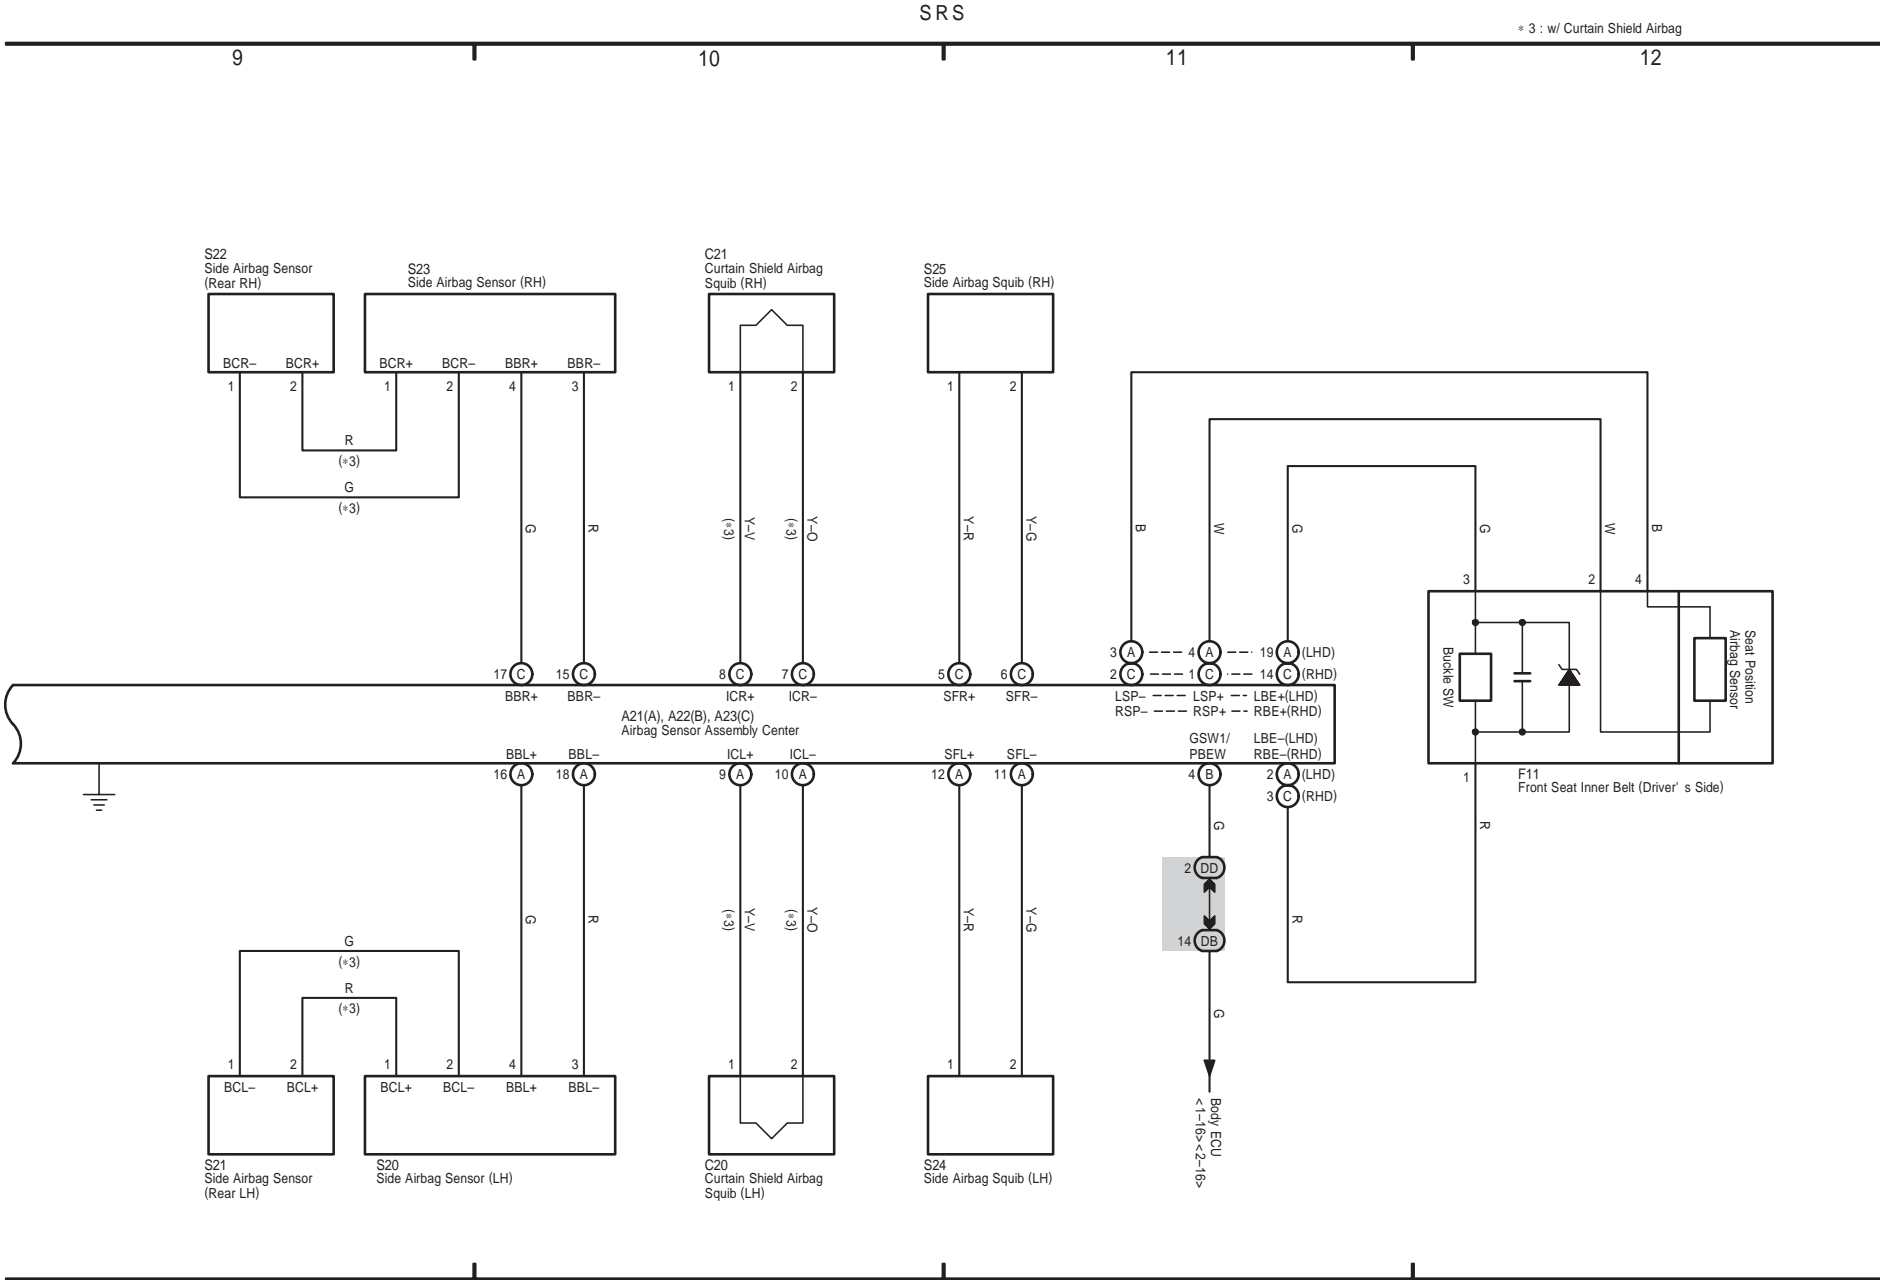 SRS
* 3 : w/ Curtain Shield Airbag
9 10 11 12
S22
Side Airbag Sensor
(Rear RH)
S23
Side Airbag Sensor (RH)
C21
Curtain Shield Airbag
Squib (RH)
S25
Side Airbag Squib (RH)
BCR– BCR+ BCR+ BCR– BBR+ BBR–
1 2 1 2 4 3 1 2 1 2
R
(*3)
G
(*3)
G R Y–V (*3) Y–O (*3) Y–R Y–G B W G G W B
3 2 4
3 A 4 A 19 A (LHD)
17 C 15 C 8 C 7 C 5 C 6 C 2 C 1 C 14 C (RHD)
BBR+ BBR– ICR+ ICR– SFR+ SFR– LSP– LSP+ LBE+(LHD)
RSP– RSP+ RBE+(RHD)
A21(A), A22(B), A23(C)
Airbag Sensor Assembly Center
GSW1/ LBE–(LHD)
BBL+ BBL– ICL+ ICL– SFL+ SFL– PBEW RBE–(RHD)
16 A 18 A 9 A 10 A 12 A 11 A 4 B 2 A (LHD)
3 C (RHD)
Buckle SW
Seat Position
Airbag Sensor
1
F11
Front Seat Inner Belt (Driver' s Side)
G R
2 DD
14 DB
G R Y–V (*3) Y–O (*3) Y–R Y–G R
G
(*3)
R
(*3)
G
1 2 1 2 4 3 1 2 1 2
BCL– BCL+ BCL+ BCL– BBL+ BBL–
Body ECU
<1–16><2–16>
S21
Side Airbag Sensor
(Rear LH)
S20
Side Airbag Sensor (LH)
C20
Curtain Shield Airbag
Squib (LH)
S24
Side Airbag Squib (LH)